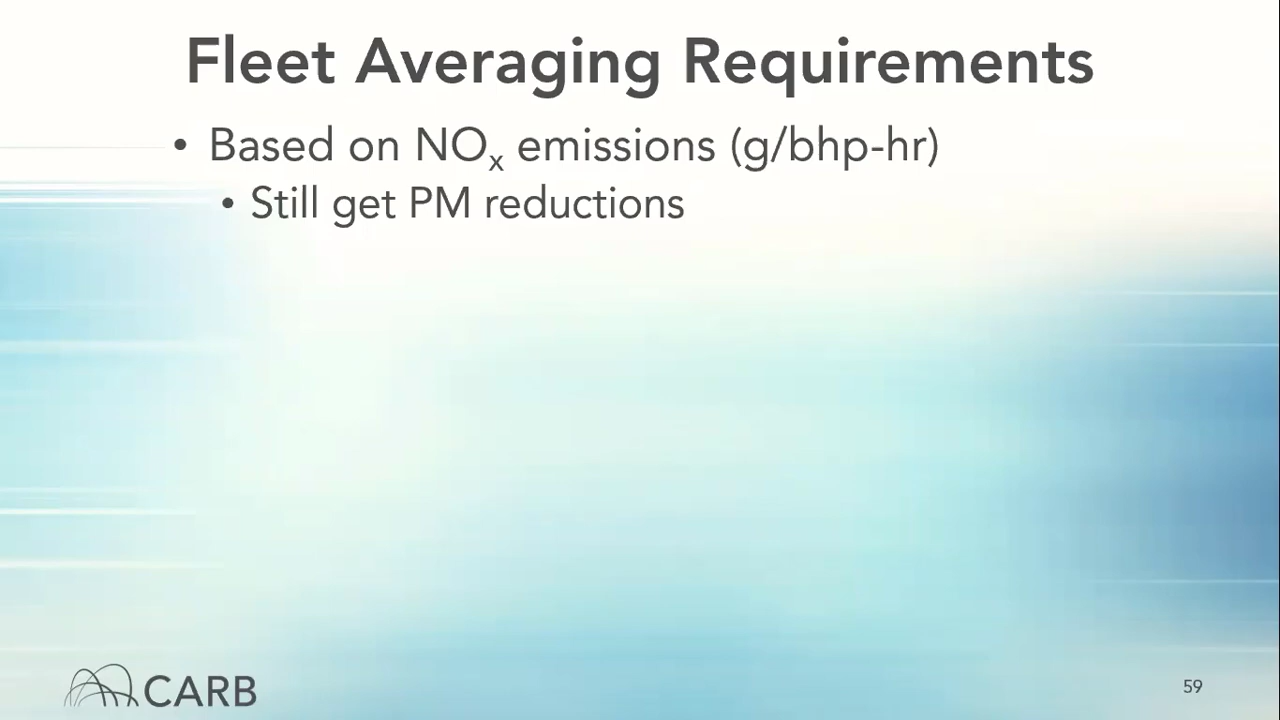 Fleet Averaging Requirements
• Based on NOx emissions (g/bhp-hr)
• Still get PM reductions
CARB
59